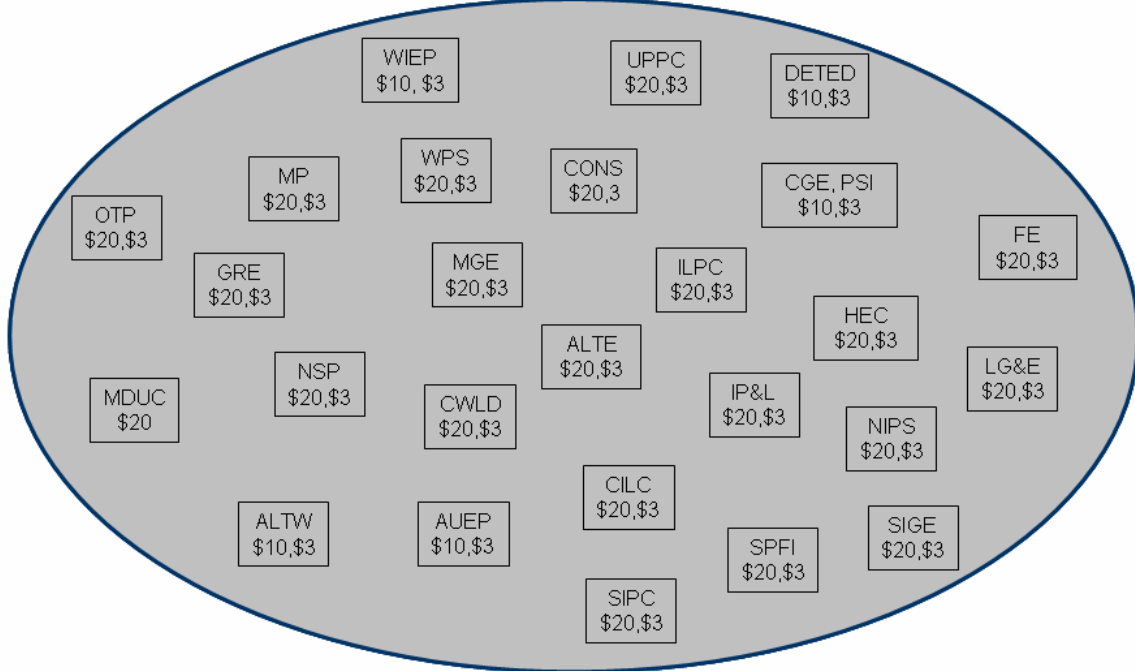 WIEP
$10, $3
UPPC
$20,$3
DETED
$10,$3
WPS
$20,$3
CONS
$20,3
MP
$20,$3
CGE, PSI
$10,$3
OTP
$20,$3
FE
$20,$3
GRE
$20,$3
MGE
$20,$3
ILPC
$20,$3
HEC
$20,$3
ALTE
$20,$3
NSP
$20,$3
LG&E
$20,$3
MDUC
$20
CWLD
$20,$3
IP&L
$20,$3
NIPS
$20,$3
CILC
$20,$3
ALTW
$10,$3
AUEP
$10,$3
SIGE
$20,$3
SPFI
$20,$3
SIPC
$20,$3